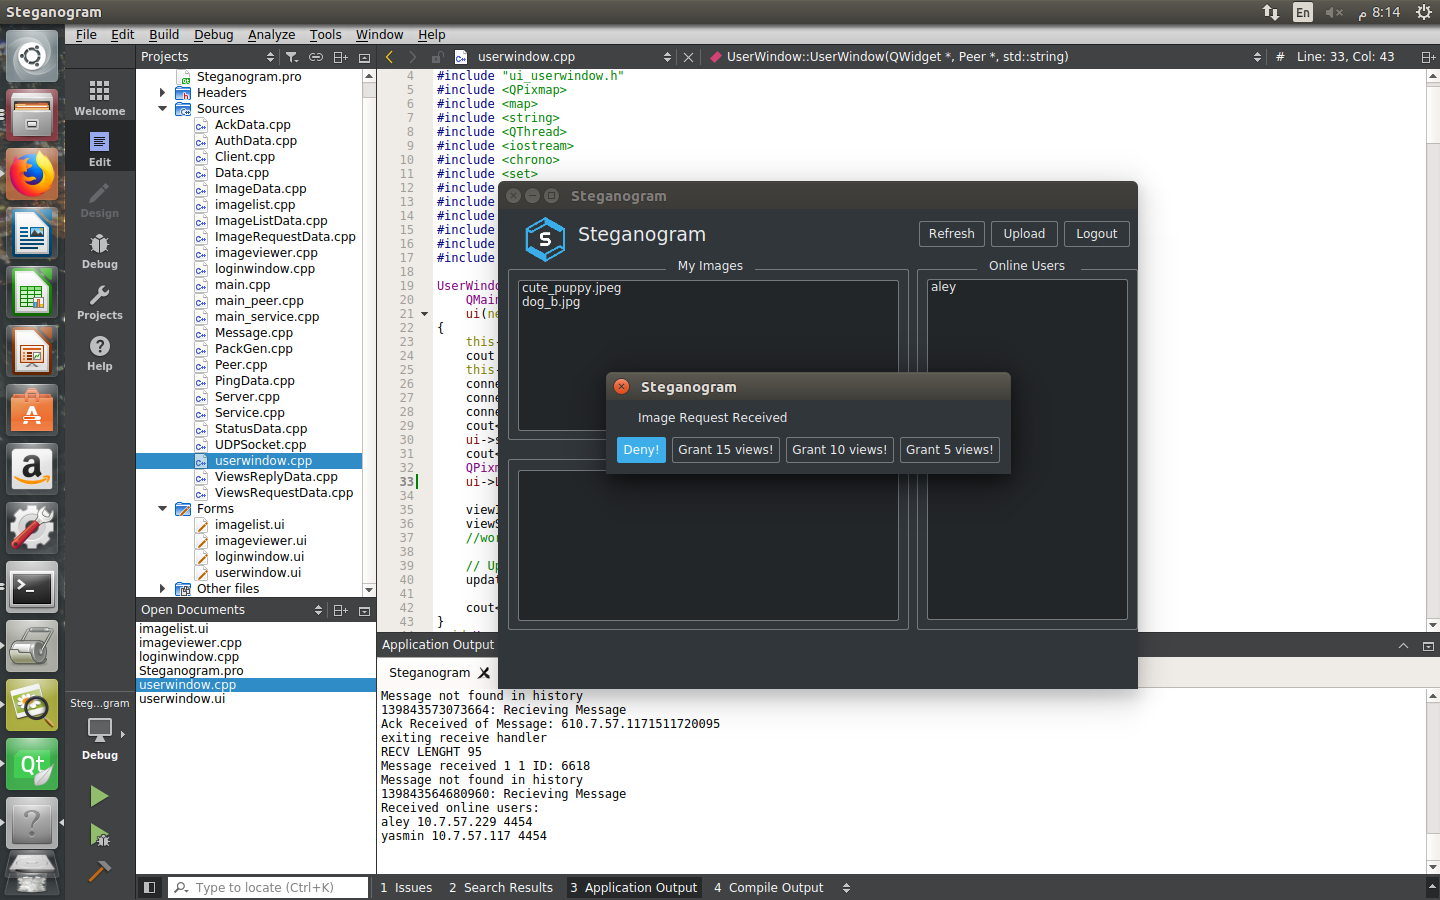 Steganogram
En
م 8:14
File Edit Build Debug Analyze Tools Window Help
Projects
userwindow.cpp
UserWindow::UserWindow(QWidget *, Peer *, std::string)
# Line: 33, Col: 43
Welcome
Edit
Design
Debug
Projects
Help
Steg...gram
Debug
Steganogram.pro
Headers
Sources
AckData.cpp
AuthData.cpp
Client.cpp
Data.cpp
ImageData.cpp
imagelist.cpp
ImageListData.cpp
ImageRequestData.cpp
imageviewer.cpp
loginwindow.cpp
main.cpp
main_peer.cpp
main_service.cpp
Message.cpp
PackGen.cpp
Peer.cpp
PingData.cpp
Server.cpp
Service.cpp
StatusData.cpp
UDPSocket.cpp
userwindow.cpp
ViewsReplyData.cpp
ViewsRequestData.cpp
Forms
imagelist.ui
imageviewer.ui
loginwindow.ui
userwindow.ui
Other files
Open Documents
imagelist.ui
imageviewer.cpp
loginwindow.cpp
Steganogram.pro
userwindow.cpp
userwindow.ui
4 #include "ui_userwindow.h"
5 #include <QPixmap>
6 #include <map>
7 #include <string>
8 #include <QThread>
9 #include <iostream>
10 #include <chrono>
11 #include <set>
12 #include
13 #include
14 #include
15 #include
16 #include
17 #include
18
19 UserWindo
20 QMain
21 ui(ne
22 {
23 this-
24 cout
25 this-
26 conne
27 conne
28 conne
29 cout<
30 ui->s
31 cout<
32 QPixm
33 ui->L
34
35 viewI
36 viewS
37 //wor
38
39 // Up
40 updat
41
42 cout<
43 }
Steganogram
S
Steganogram
Refresh Upload Logout
My Images
cute_puppy.jpeg
dog_b.jpg
Online Users
aley
Steganogram
Image Request Received
Deny! Grant 15 views! Grant 10 views! Grant 5 views!
Application Output
Steganogram
Message not found in history
139843573073664: Recieving Message
Ack Received of Message: 610.7.57.1171511720095
exiting receive handler
RECV LENGHT 95
Message received 1 1 ID: 6618
Message not found in history
139843564680960: Recieving Message
Received online users:
aley 10.7.57.229 4454
yasmin 10.7.57.117 4454
Type to locate (Ctrl+K)
1 Issues 2 Search Results 3 Application Output 4 Compile Output